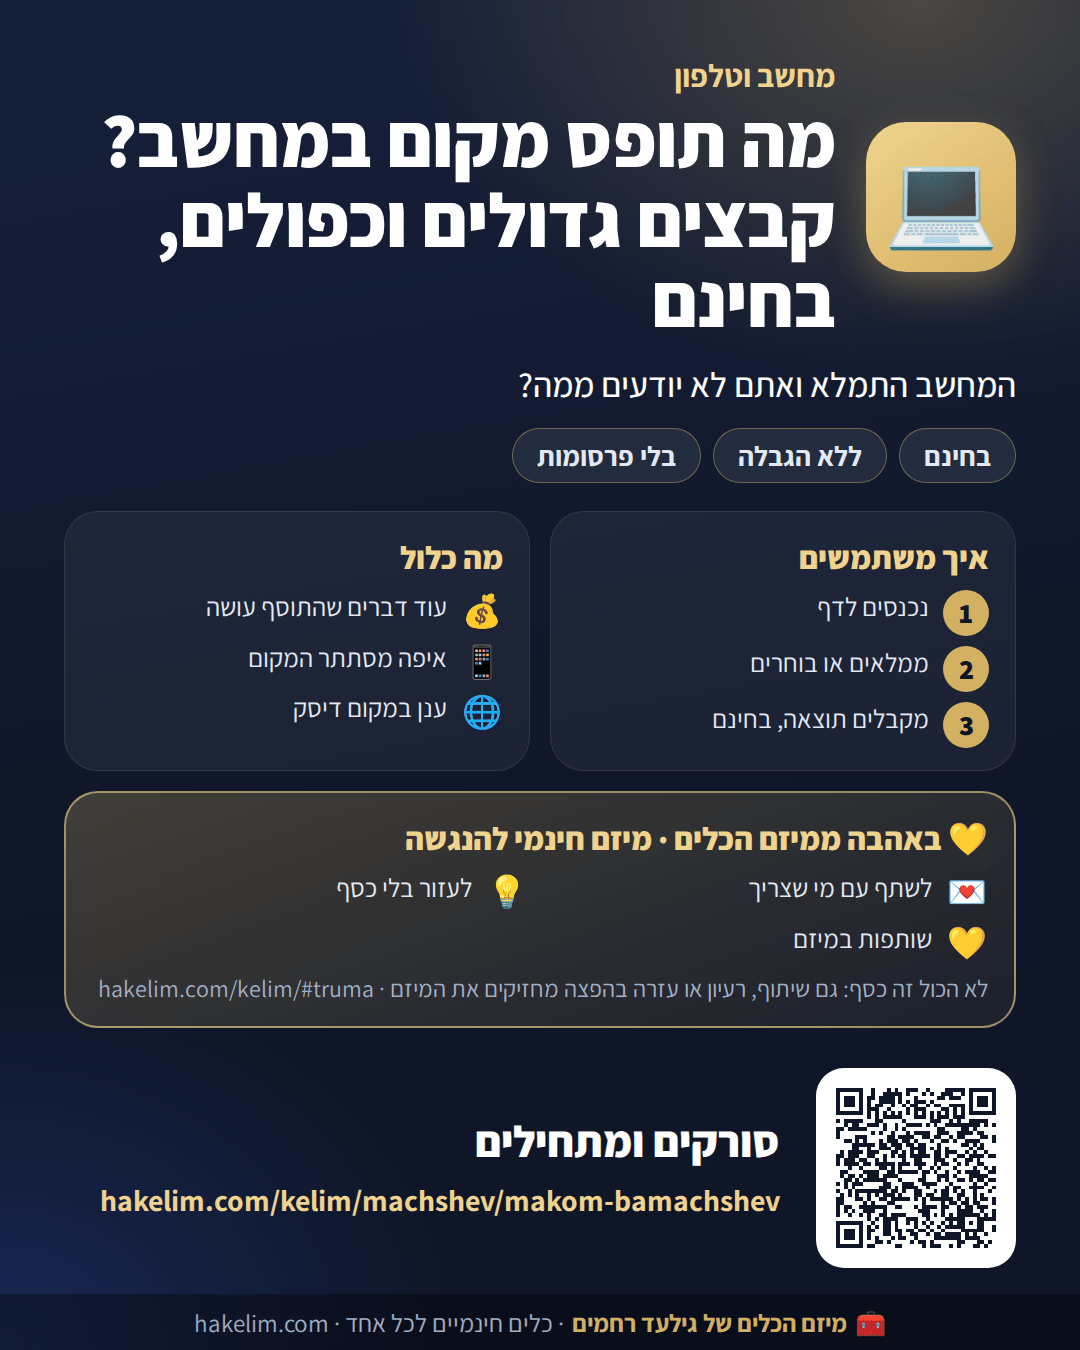 מחשב וטלפון
מה תופס מקום במחשב?
קבצים גדולים וכפולים,
בחינם
המחשב התמלא ואתם לא יודעים ממה?
בחינם
ללא הגבלה
בלי פרסומות
איך משתמשים
1 נכנסים לדף
2 ממלאים או בוחרים
3 מקבלים תוצאה, בחינם
מה כלול
עוד דברים שהתוסף עושה
איפה מסתתר המקום
ענן במקום דיסק
באהבה ממיזם הכלים · מיזם חינמי להנגשה
לשתף עם מי שצריך
לעזור בלי כסף
שותפות במיזם
לא הכול זה כסף: גם שיתוף, רעיון או עזרה בהפצה מחזיקים את המיזם · hakelim.com/kelim/#truma
סורקים ומתחילים
hakelim.com/kelim/machshev/makom-bamachshev
מיזם הכלים של גילעד רחמים · כלים חינמיים לכל אחד · hakelim.com